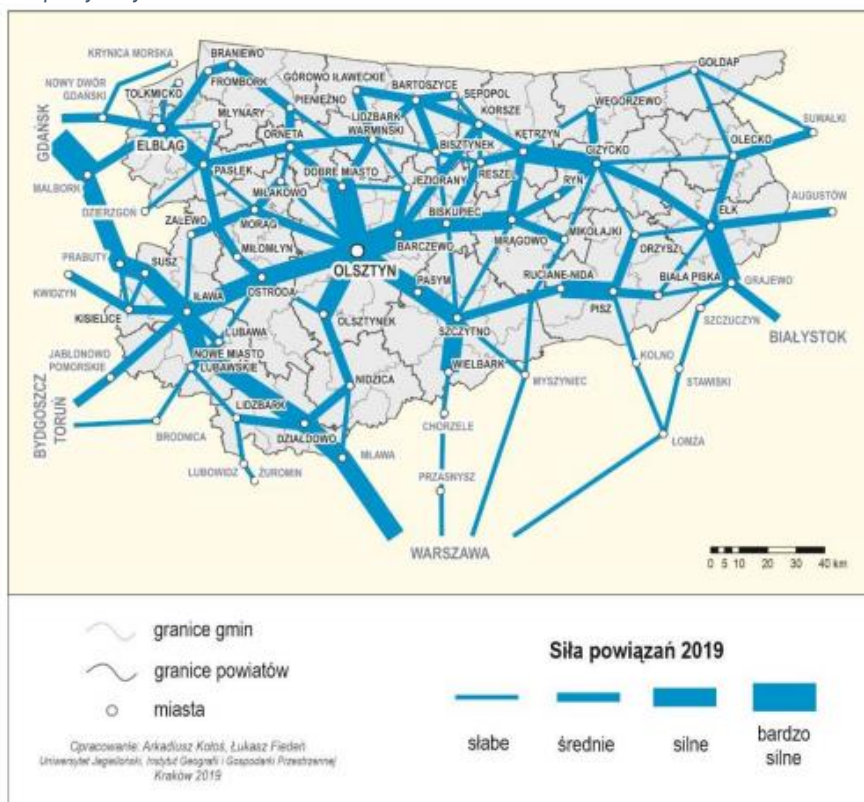 KRYNICA MORSKA
BRANIEWO
GOŁDAP
NOWY DWÓR
GDAŃSKI
FROMBORK
GÓROWO IŁAWECKIE
BARTOSZYCE
TOLKMICKO
SĘPOPOL
WĘGORZEWO
PIENIĘŻNO
KORSZE
MŁYNARY
LIDZBARK
WARMIŃSKI
GDAŃSK
ORNETA
KĘTRZYN
SUWAŁKI
ELBLĄG
BISZTYNEK
GIŻYCKO
OLECKO
PASŁĘK
DOBRE MIASTO
RESZEL
MALBORK
MIŁAKOWO
JEZIORANY
RYN
AUGUSTÓW
DZIERZGOŃ
ZALEWO
MORĄG
BISKUPIEC
EŁK
BARCZEWO
MRĄGOWO
MIKOŁAJKI
ORZYSZ
PRABUTY
SUSZ
MIŁOMŁYN
OLSZTYN
PASYM
RUCIANE-NIDA
BIAŁA PISKA
GRAJEWO
KWIDZYN
IŁAWA
OSTRÓDA
PISZ
KISIELICE
OLSZTYNEK
SZCZYTNO
SZCZUCZYN
BIAŁYSTOK
LUBAWA
JABŁONOWO
POMORSKIE
NOWE MIASTO
LUBAWSKIE
WIELBARK
KOLNO
NIDZICA
MYSZYNIEC
STAWISKI
BYDGOSZCZ
TORUŃ
LIDZBARK
BRODNICA
DZIAŁDOWO
CHORZELE
ŁOMŻA
MŁAWA
LUBOWIDZ
ŻUROMIN
PRZASNYSZ
WARSZAWA
0 5 10 20 30 40 km
granice gmin
granice powiatów
miasta
Opracowanie: Arkadiusz Kołoś, Łukasz Fiedeń
Uniwersytet Jagielloński, Instytut Geografii i Gospodarki Przestrzennej
Kraków 2019
Siła powiązań 2019
słabe
średnie
silne
bardzo
silne